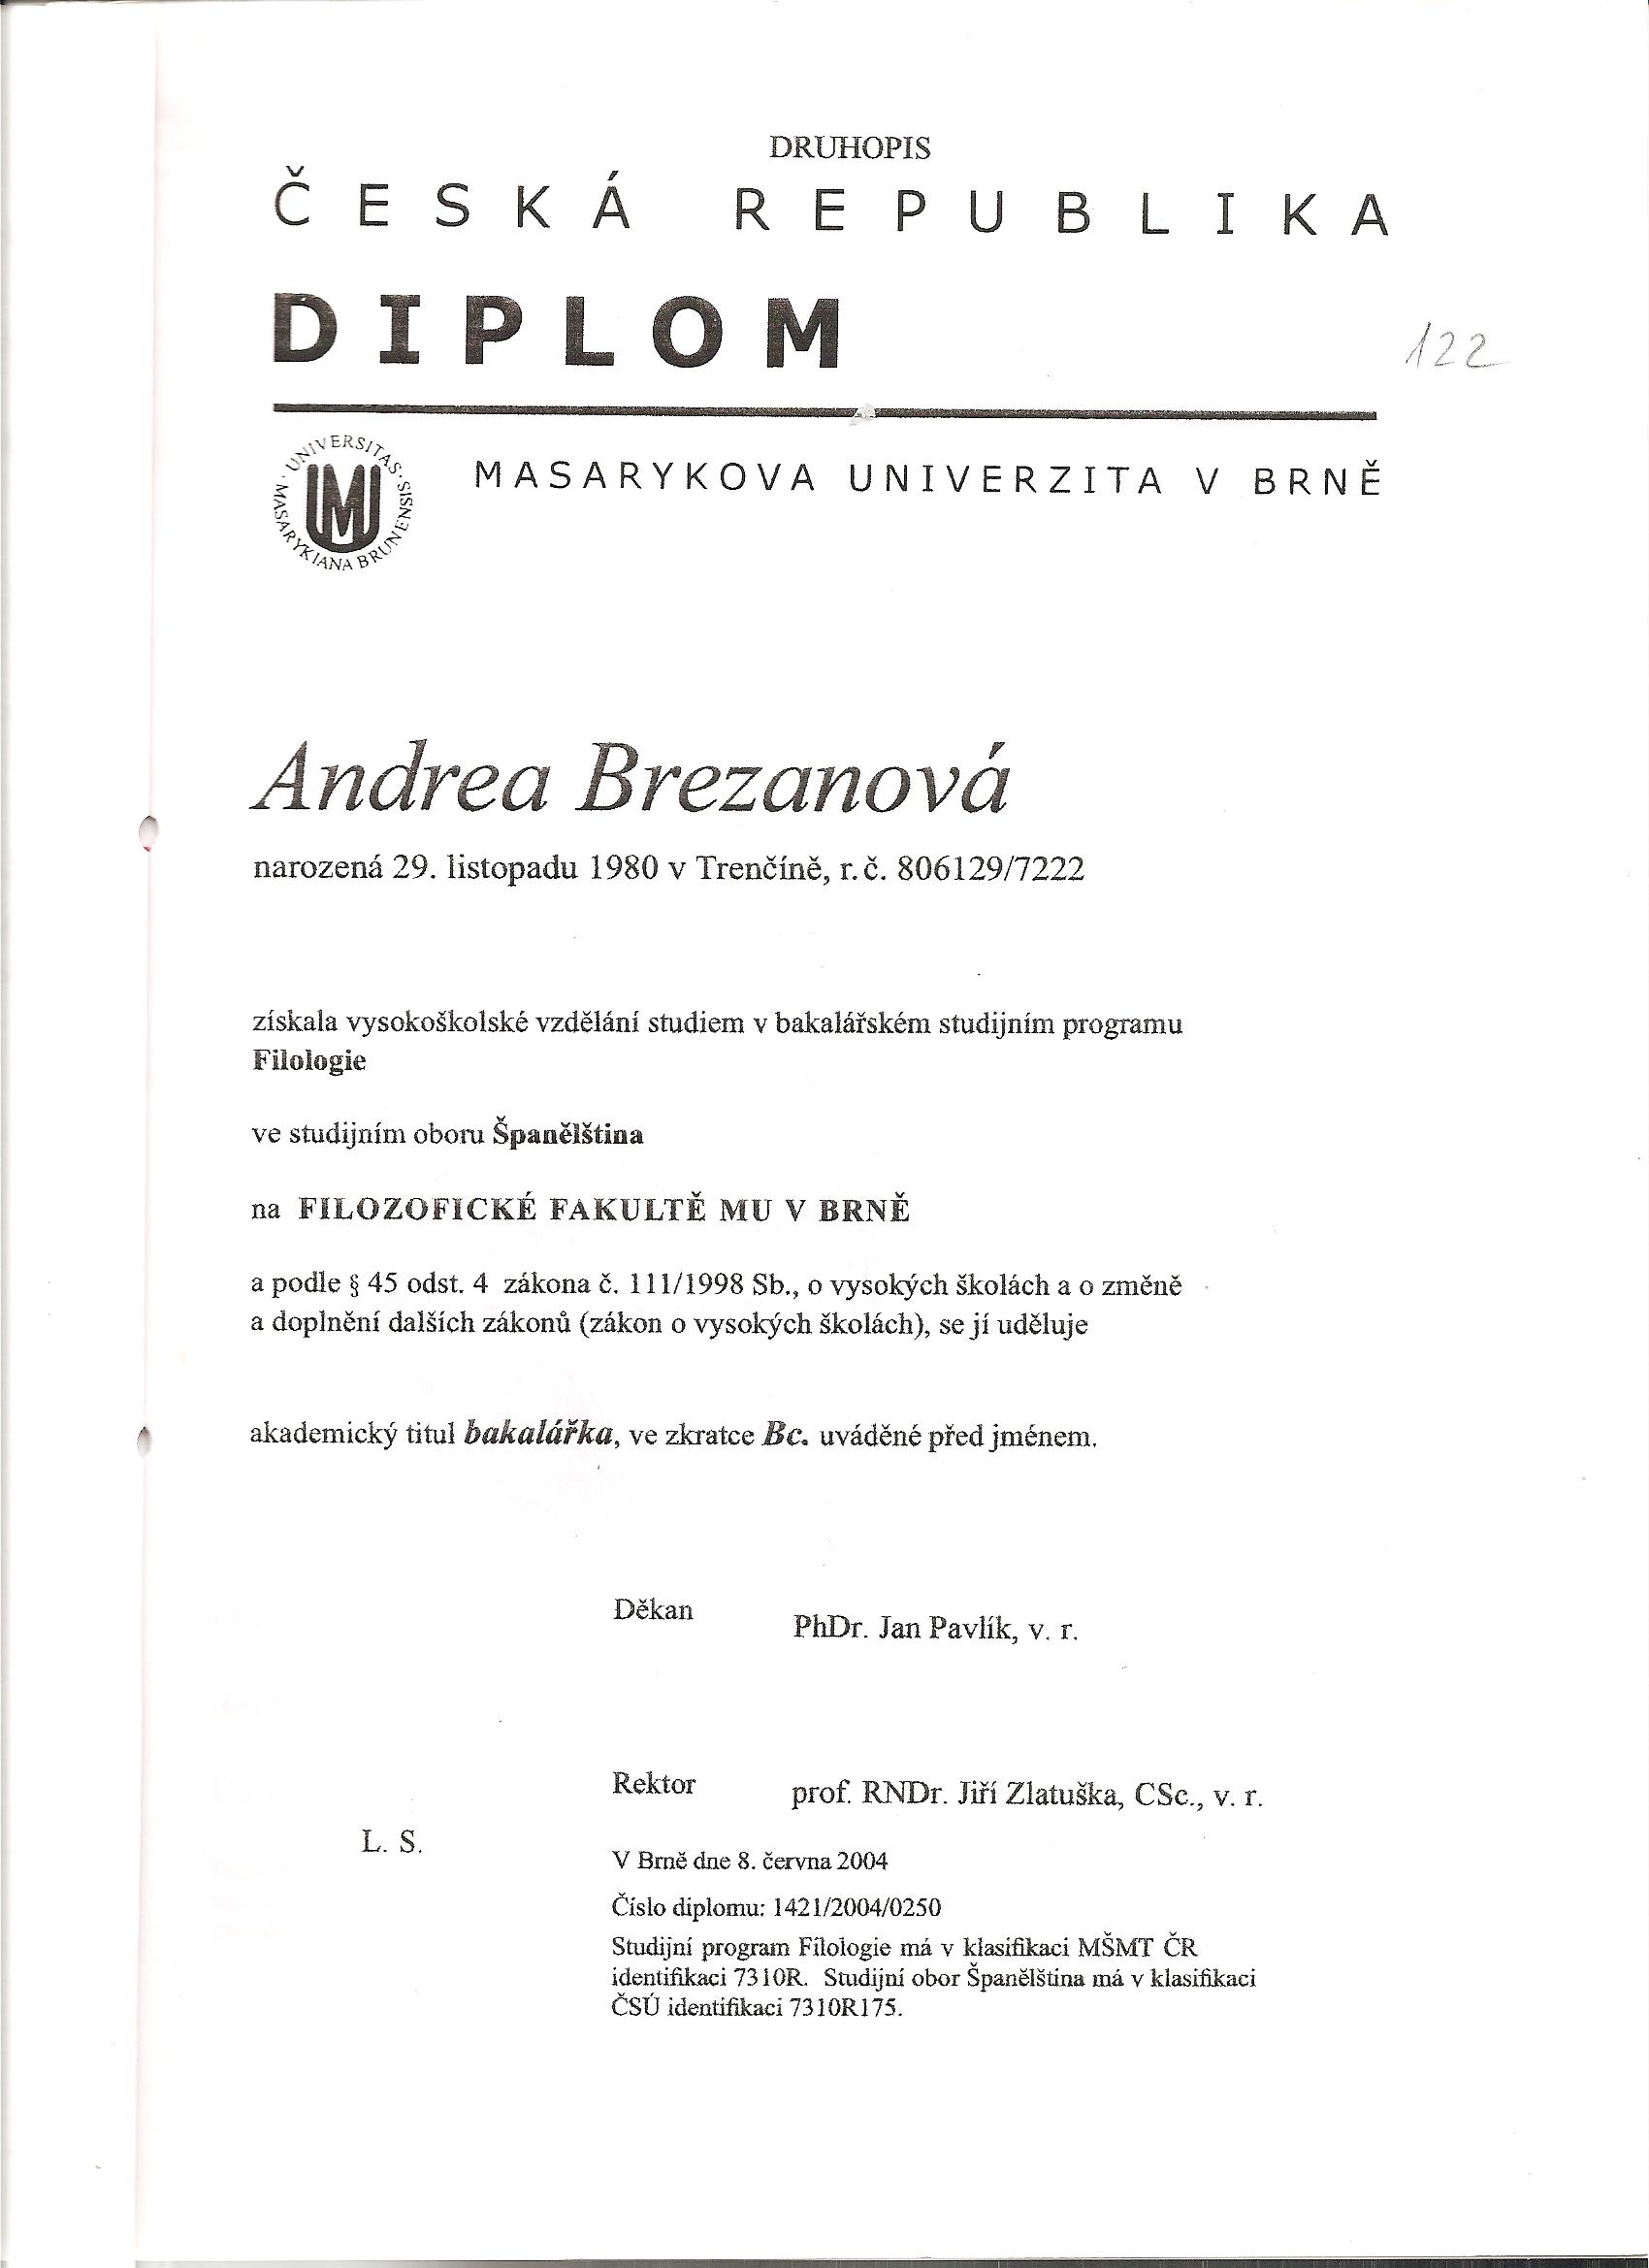 DRUHOPIS
ČESKÁ REPUBLIKA
DIPLOM
122
UNIVERSITAS · MASARYKIANA BRUNENSIS ·
MU
MASARYKOVA UNIVERZITA V BRNĚ
Andrea Brezanová
narozená 29. listopadu 1980 v Trenčíně, r. č. 806129/7222
získala vysokoškolské vzdělání studiem v bakalářském studijním programu
Filologie
ve studijním oboru Španělština
na FILOZOFICKÉ FAKULTĚ MU V BRNĚ
a podle § 45 odst. 4 zákona č. 111/1998 Sb., o vysokých školách a o změně
a doplnění dalších zákonů (zákon o vysokých školách), se jí uděluje
akademický titul bakalářka, ve zkratce Bc. uváděné před jménem.
Děkan PhDr. Jan Pavlík, v. r.
Rektor prof. RNDr. Jiří Zlatuška, CSc., v. r.
L. S.
V Brně dne 8. června 2004
Číslo diplomu: 1421/2004/0250
Studijní program Filologie má v klasifikaci MŠMT ČR
identifikaci 7310R. Studijní obor Španělština má v klasifikaci
ČSÚ identifikaci 7310R175.